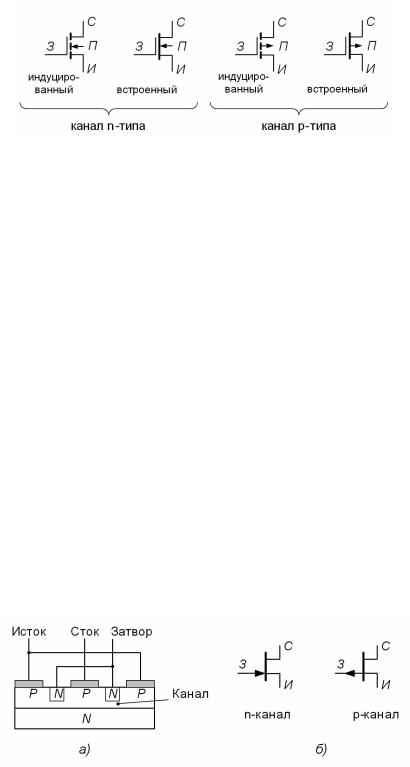 С С С С
З П З П З П З П
И И И И
индуциро-
ванный встроенный индуциро-
ванный встроенный
канал n-типа канал p-типа
Исток Сток Затвор
P N P N P
Канал
N
а)
З С З С
И И
n-канал p-канал
б)